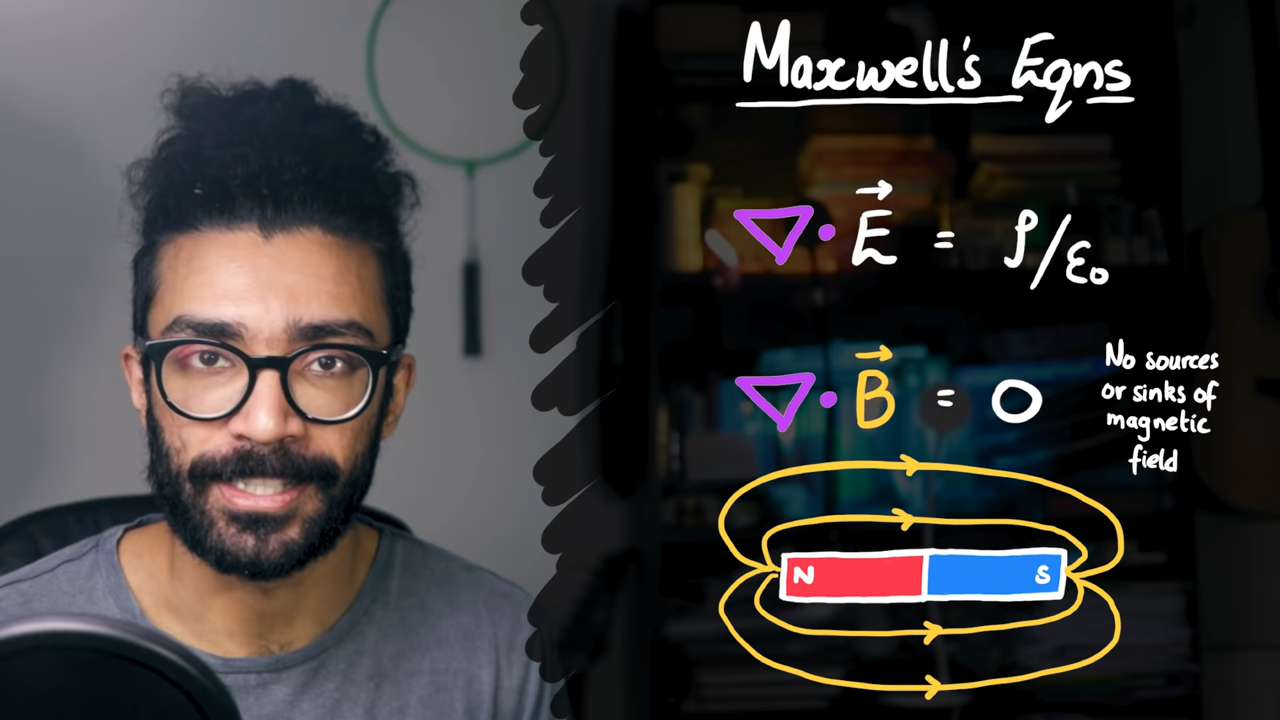 Maxwell's Eqns
∇⃗ · E⃗ = ρ/ε₀
∇ · B⃗ = 0
No sources
or sinks of
magnetic
field
N S